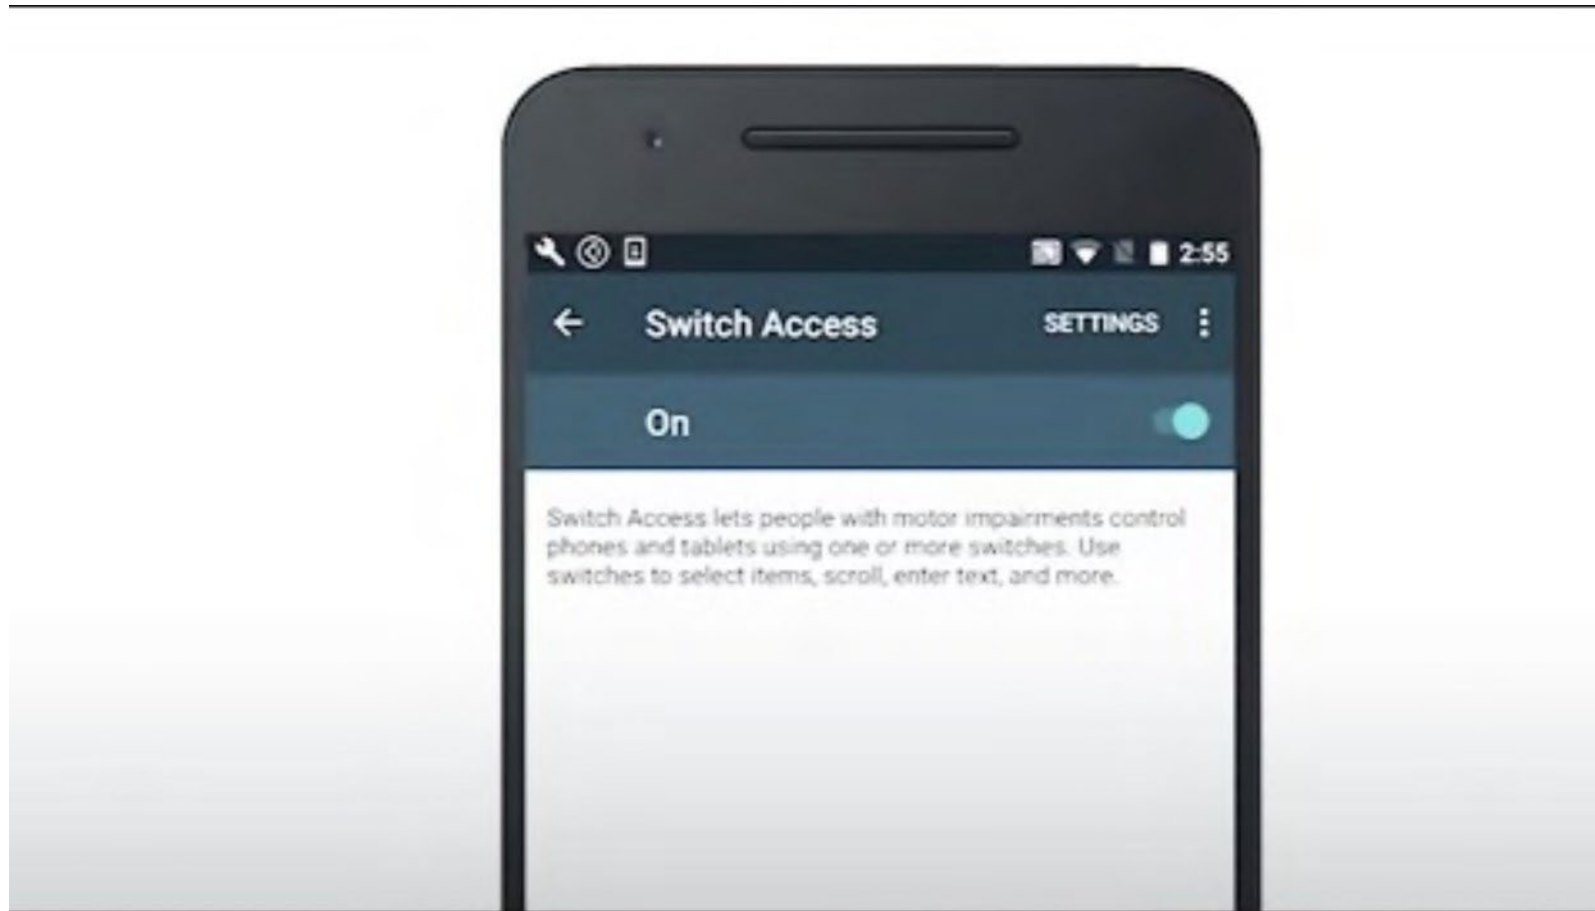 2:55
Switch Access SETTINGS
On
Switch Access lets people with motor impairments control
phones and tablets using one or more switches. Use
switches to select items, scroll, enter text, and more.